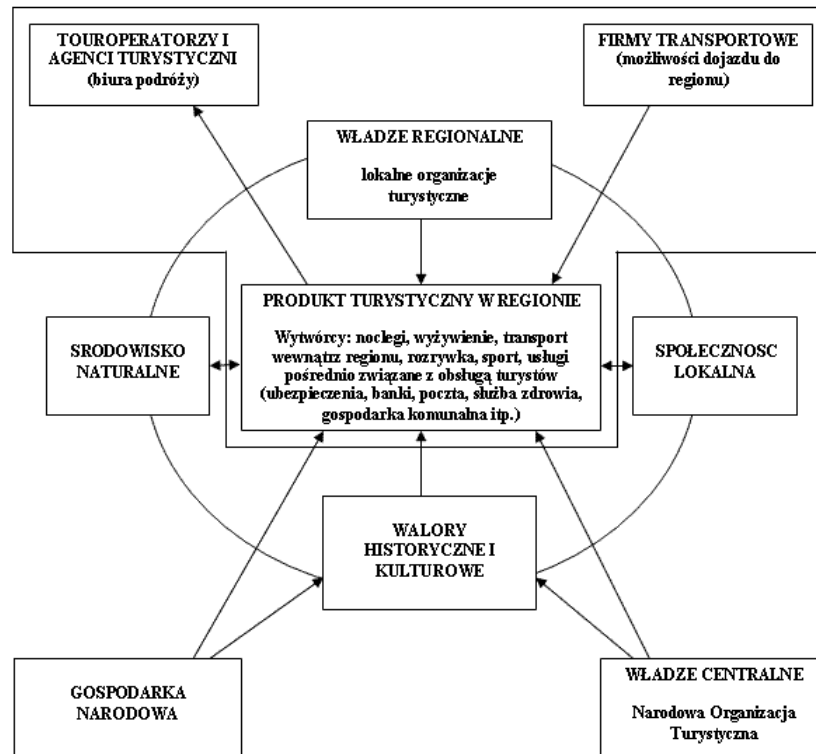 TOUROPERATORZY I
AGENCI TURYSTYCZNI
(biura podróży)
FIRMY TRANSPORTOWE
(możliwości dojazdu do
regionu)
WŁADZE REGIONALNE
lokalne organizacje
turystyczne
PRODUKT TURYSTYCZNY W REGIONIE
Wytwórcy: noclegi, wyżywienie, transport
wewnątrz regionu, rozrywka, sport, usługi
pośrednio związane z obsługą turystów
(ubezpieczenia, banki, poczta, służba zdrowia,
gospodarka komunalna itp.)
SRODOWISKO
NATURALNE
SPOŁECZNOSC
LOKALNA
WALORY
HISTORYCZNE I
KULTUROWE
GOSPODARKA
NARODOWA
WŁADZE CENTRALNE
Narodowa Organizacja
Turystyczna